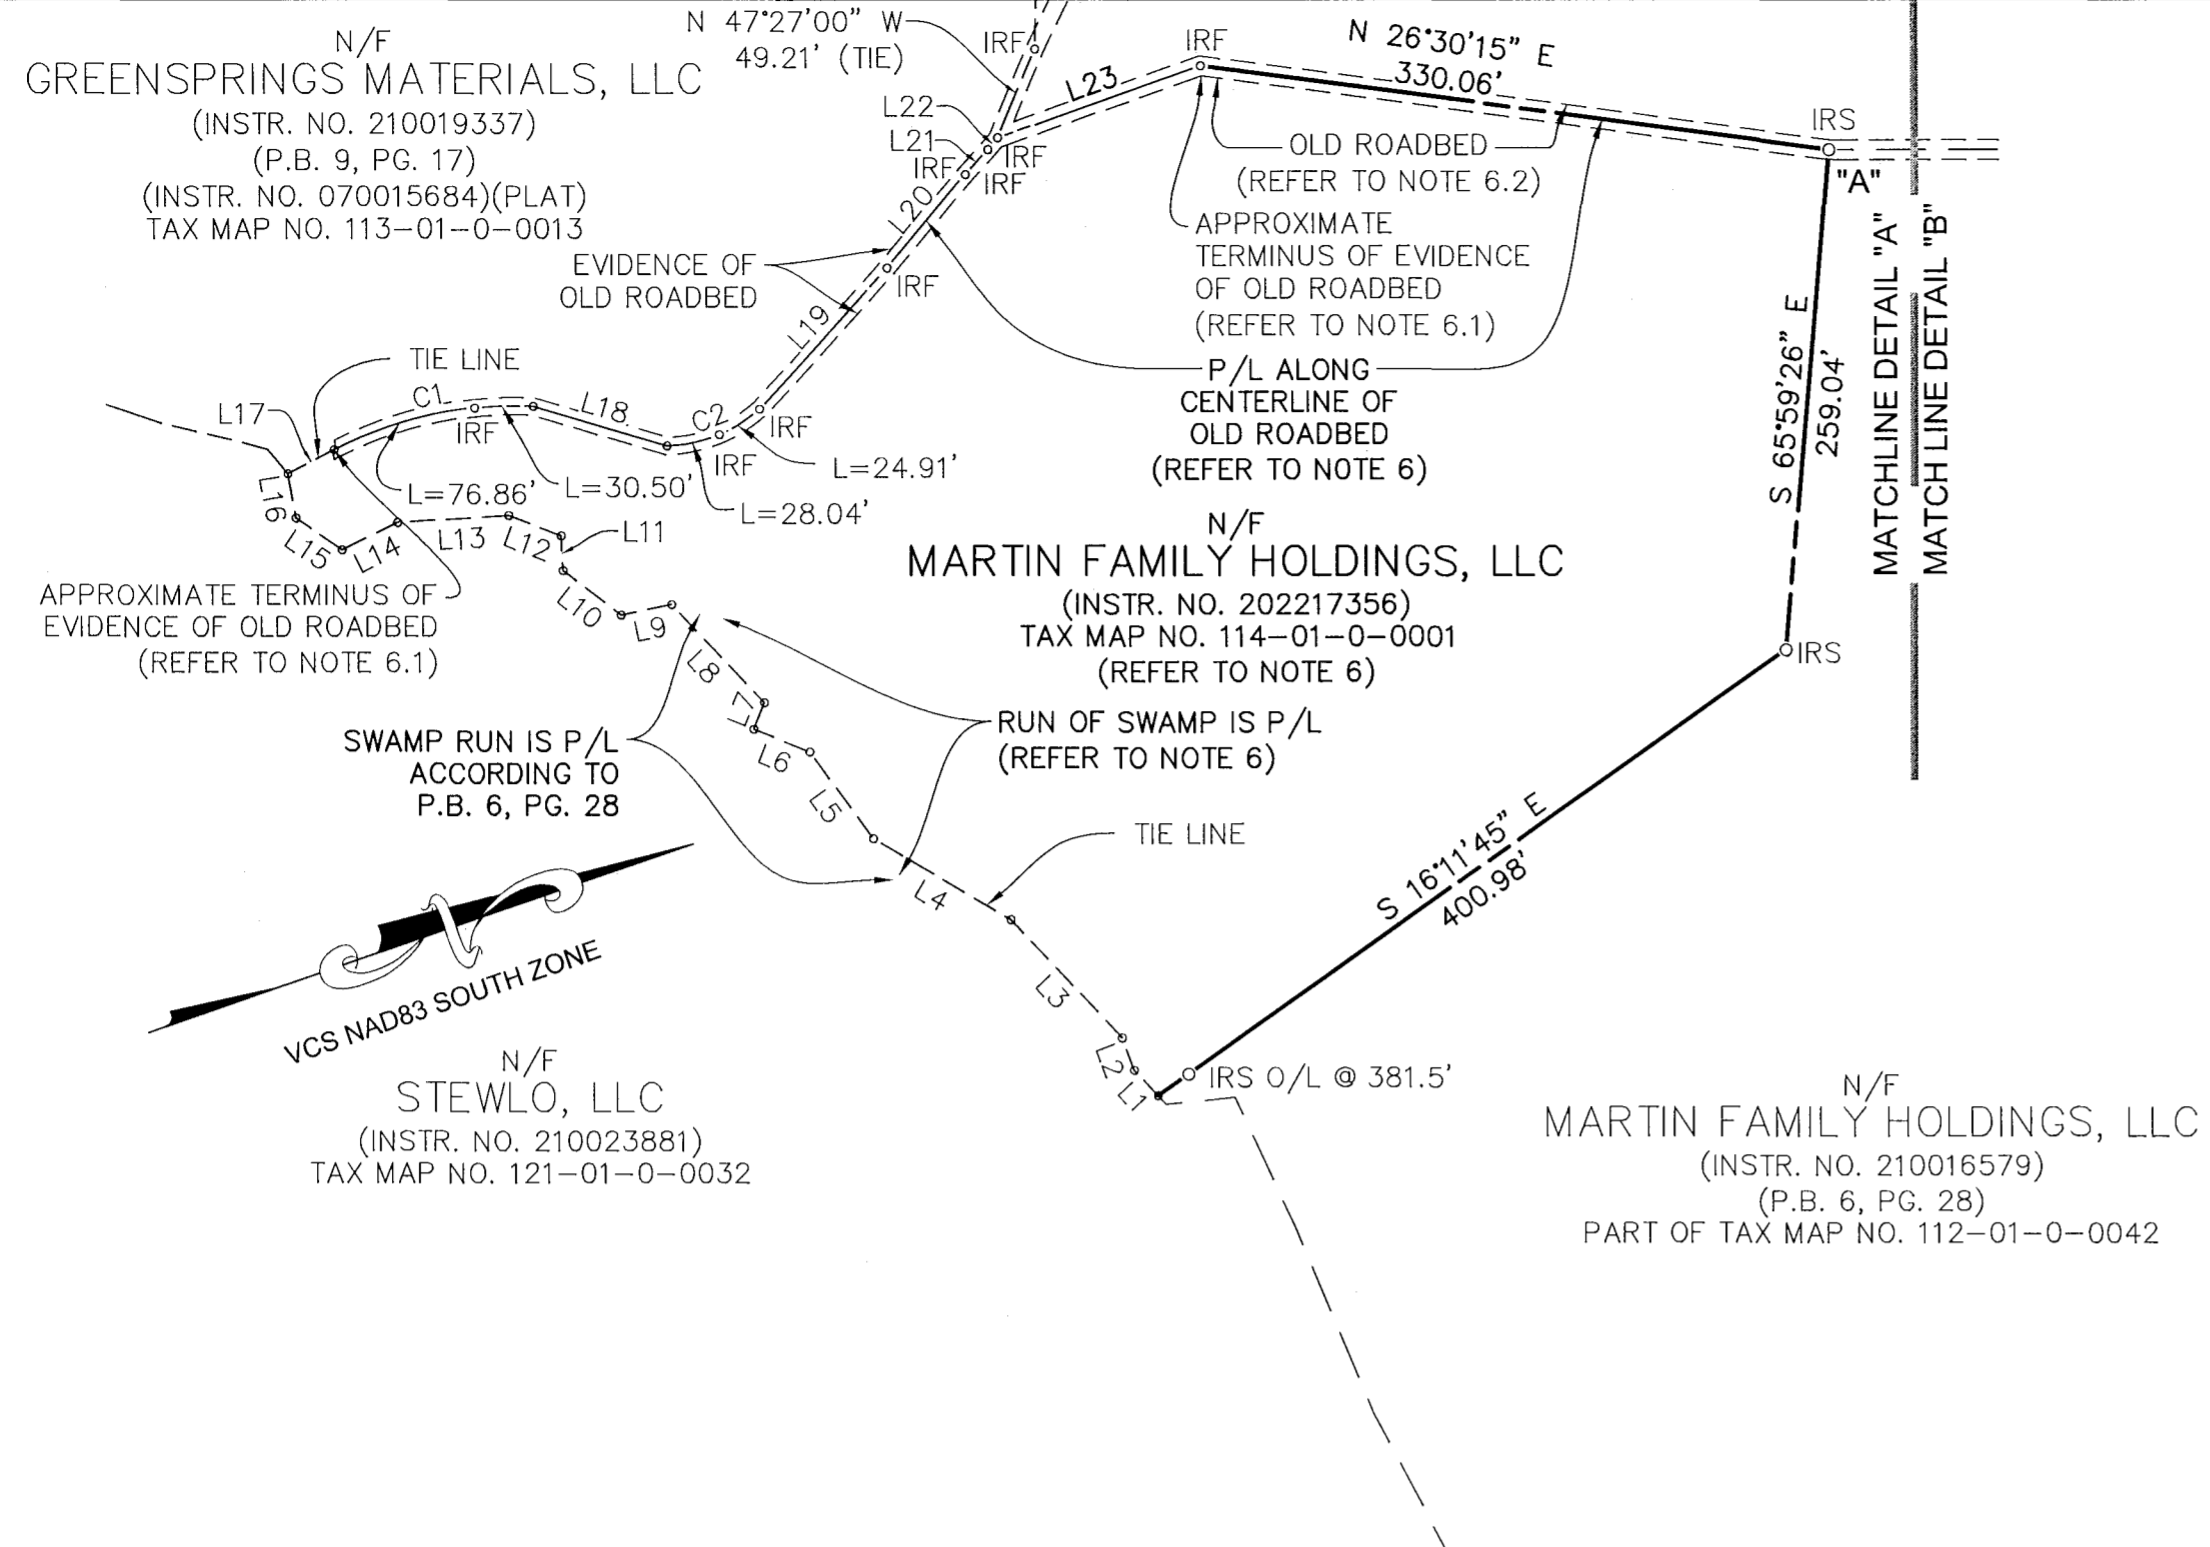 N/F
GREENSPRINGS MATERIALS, LLC
(INSTR. NO. 210019337)
(P.B. 9, PG. 17)
(INSTR. NO. 070015684)(PLAT)
TAX MAP NO. 113-01-0-0013
N 47°27'00" W
49.21' (TIE)
IRF
L22
L21
IRF
IRF
IRF
L23
IRF
N 26°30'15" E
330.06'
IRS
"A"
OLD ROADBED
(REFER TO NOTE 6.2)
APPROXIMATE
TERMINUS OF EVIDENCE
OF OLD ROADBED
(REFER TO NOTE 6.1)
MATCHLINE DETAIL "A"
MATCH LINE DETAIL "B"
S 65°59'26" E
259.04'
L20
EVIDENCE OF
OLD ROADBED
IRF
L19
P/L ALONG
CENTERLINE OF
OLD ROADBED
(REFER TO NOTE 6)
TIE LINE
L17
C1
IRF
L18
C2
IRF
IRF
L=24.91'
L=76.86'
L=30.50'
L=28.04'
L16
L15
L14
L13
L12
L11
L10
L9
L8
L7
L6
L5
L4
L3
L2
L1
APPROXIMATE TERMINUS OF
EVIDENCE OF OLD ROADBED
(REFER TO NOTE 6.1)
N/F
MARTIN FAMILY HOLDINGS, LLC
(INSTR. NO. 202217356)
TAX MAP NO. 114-01-0-0001
(REFER TO NOTE 6)
IRS
SWAMP RUN IS P/L
ACCORDING TO
P.B. 6, PG. 28
RUN OF SWAMP IS P/L
(REFER TO NOTE 6)
TIE LINE
S 16°11'45" E
400.98'
VCS NAD83 SOUTH ZONE
N/F
STEWLO, LLC
(INSTR. NO. 210023881)
TAX MAP NO. 121-01-0-0032
IRS O/L @ 381.5'
N/F
MARTIN FAMILY HOLDINGS, LLC
(INSTR. NO. 210016579)
(P.B. 6, PG. 28)
PART OF TAX MAP NO. 112-01-0-0042